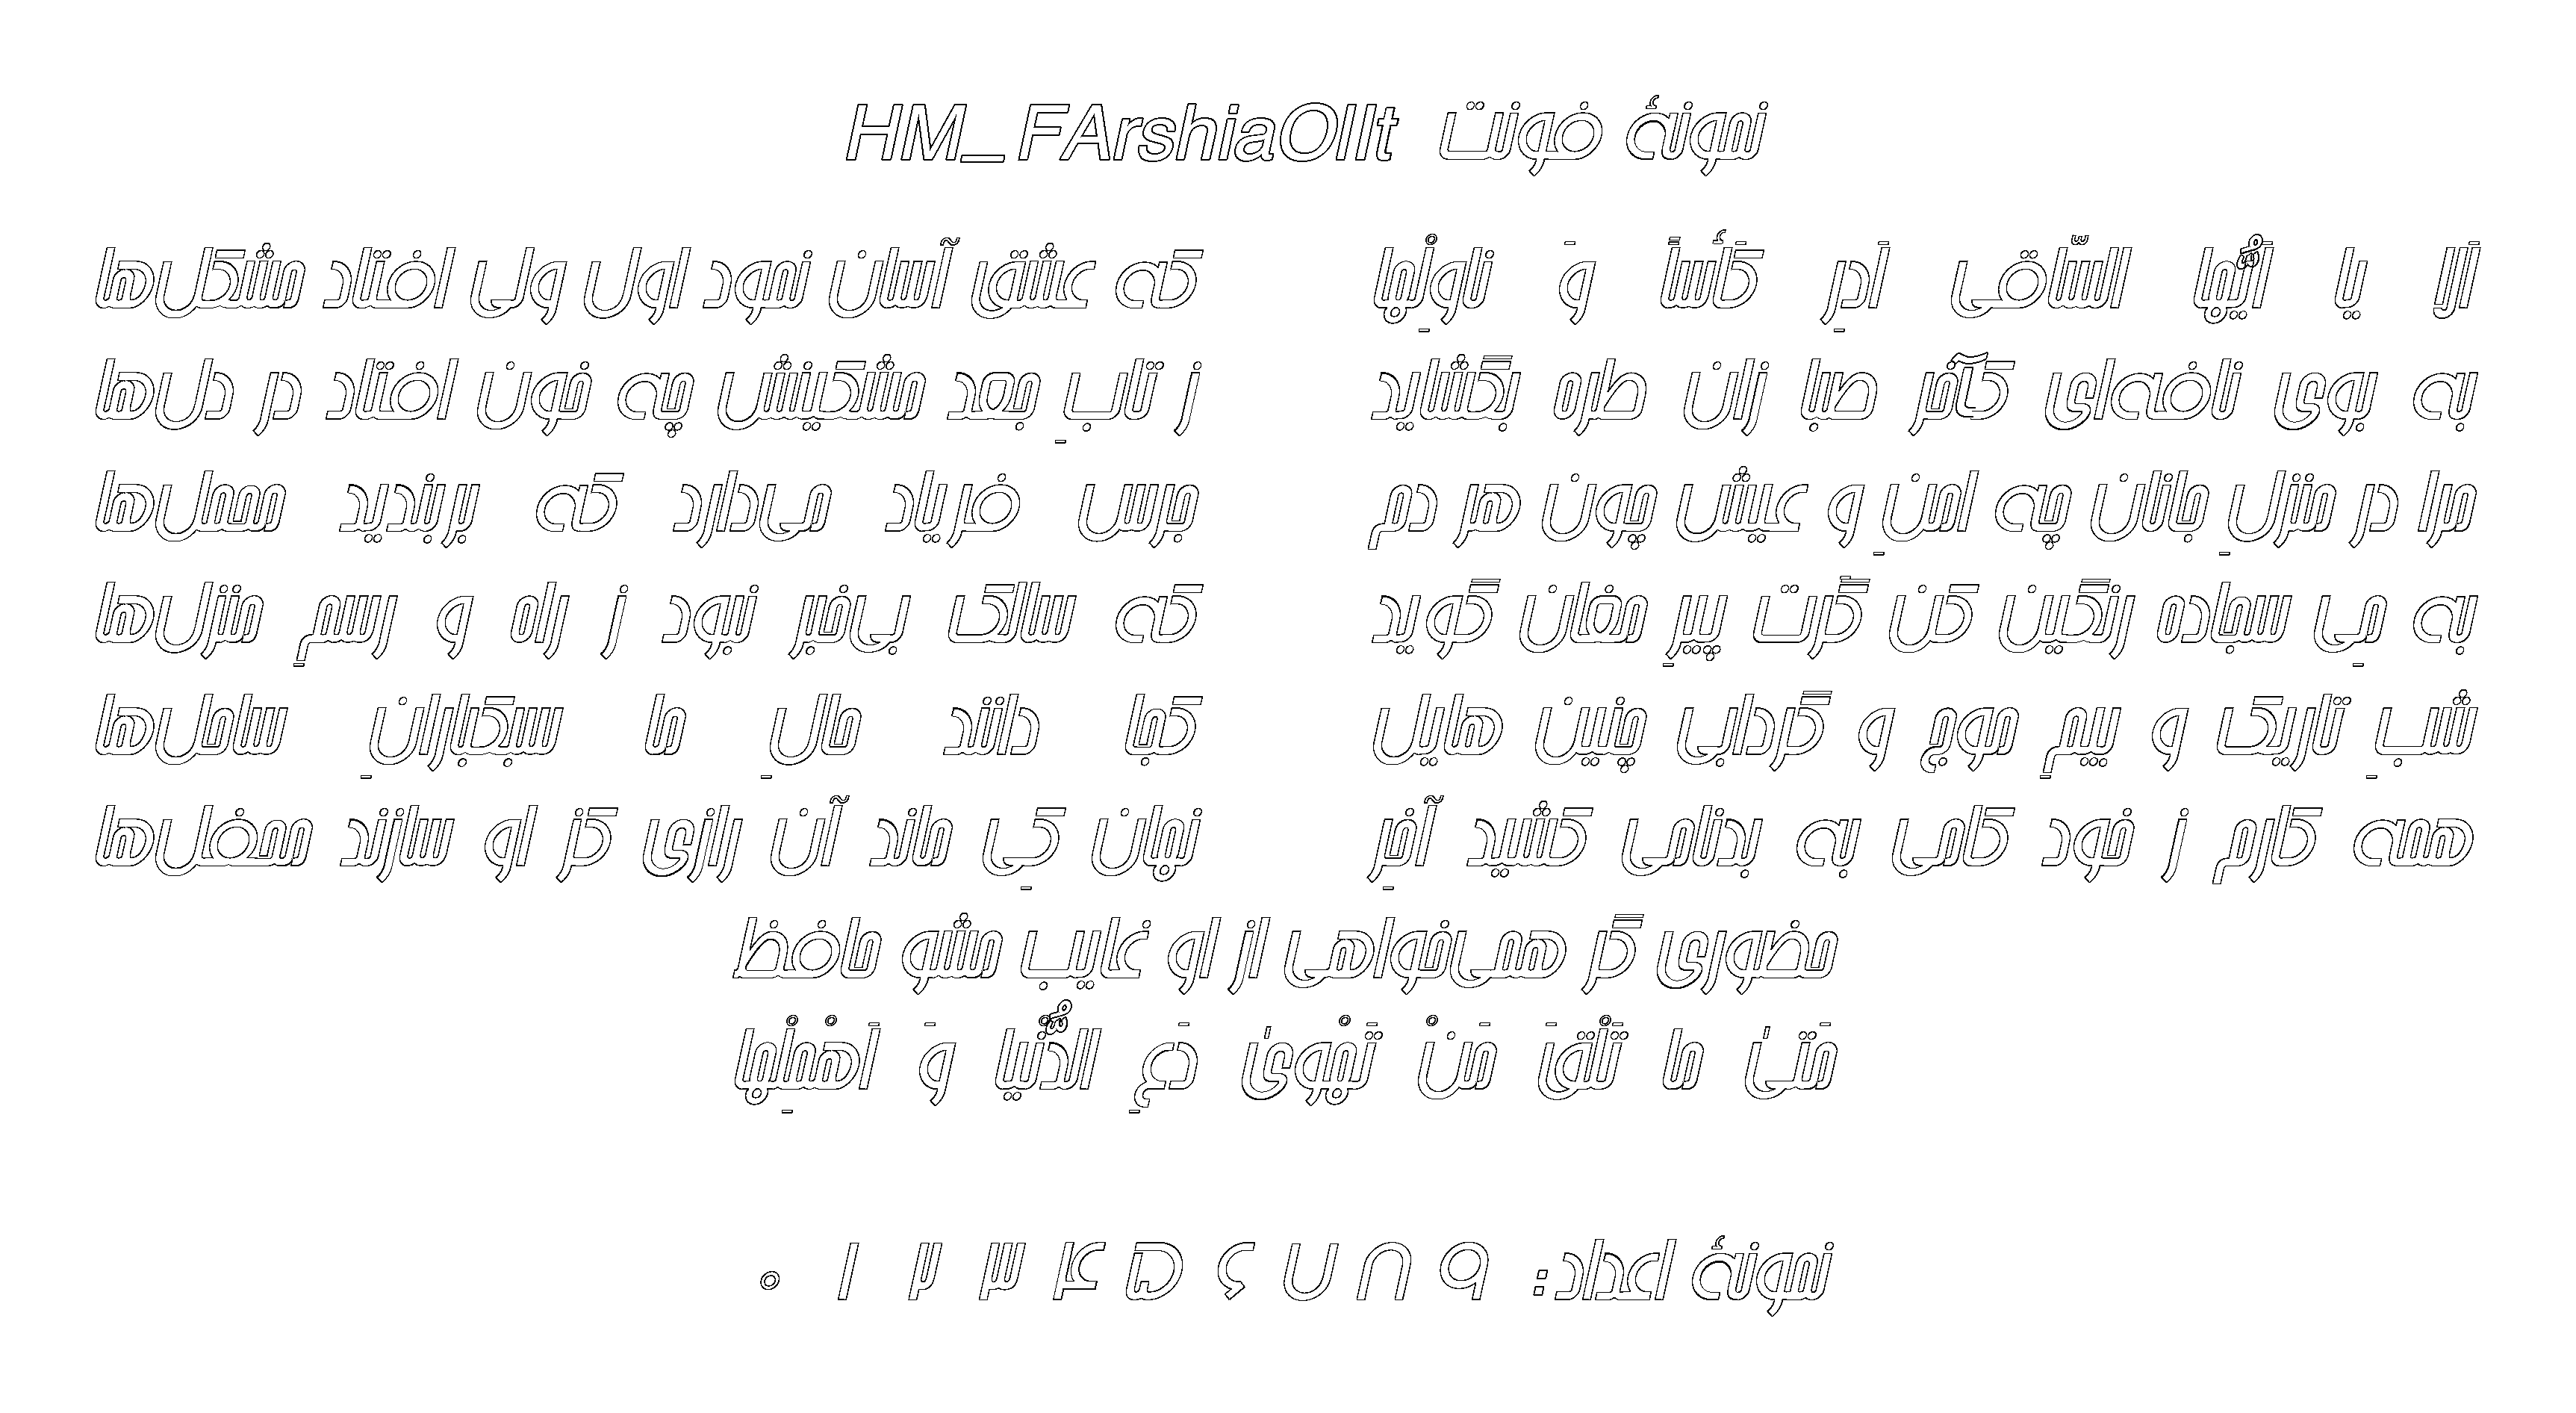 نمونهٔ فونت HM_FArshiaOlIt
اَلا یا اَیُّهَا السّاقی اَدِر کَأسَاً وَ ناوِلْها
که عشق آسان نمود اول ولی افتاد مشکل‌ها
به بوی نافه‌ای کآخر صبا زان طره بگشاید
ز تابِ جعد مشکینش چه خون افتاد در دل‌ها
مرا در منزلِ جانان چه امنِ و عیش چون هر دم
جرس فریاد می‌دارد که بربندید محمل‌ها
به مِی سجاده رنگین کن گَرت پیرِ مغان گوید
که سالک بی‌خبر نبود ز راه و رسمِ منزل‌ها
شبِ تاریک و بیمِ موج و گردابی چنین هایل
کجا دانند حالِ ما سبکبارانِ ساحل‌ها
همه کارم ز خود کامی به بدنامی کشید آخِر
نهان کِی ماند آن رازی کز او سازند محفل‌ها
حضوری گر همی‌خواهی از او غایب مشو حافظ
مَتیٰ ما تَلْقَ مَنْ تَهْویٰ دَعِ الدُّنْیا وَ اَهْمِلْها
نمونهٔ اعداد: ۹ ۸ ۷ ۶ ۵ ۴ ۳ ۲ ۱ ۰